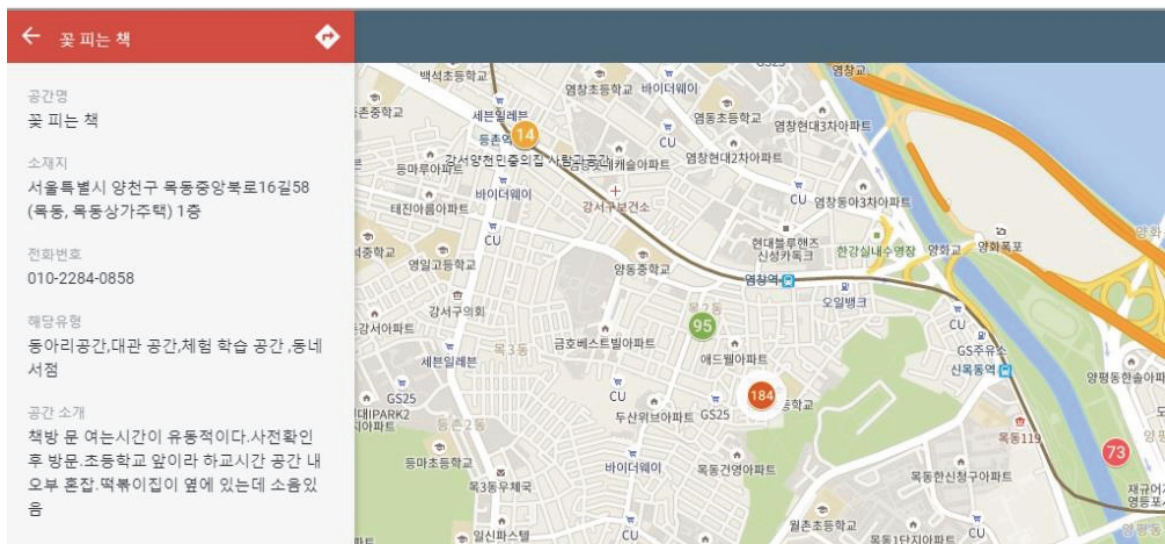 꽃 피는 책
공간명
꽃 피는 책
소재지
서울특별시 양천구 목동중앙북로16길58
(목동, 목동상가주택) 1층
전화번호
010-2284-0858
해당유형
동아리공간,대관 공간,체험 학습 공간 ,동네
서점
공간 소개
책방 문 여는시간이 유동적이다.사전확인
후 방문.초등학교 앞이라 하교시간 공간 내
오부 혼잡.떡볶이집이 옆에 있는데 소음있
음
GS25
염창교
백석초등학교
염창초등학교
바이더웨이
등촌중학교
세븐일레븐
염동초등학교
염창현대3차아파트
등촌역
14
CU
강서양천민중의집 사람과공간
염창현대2차아파트
등마루아파트
바이더웨이
태진아름아파트
강서구보건소
CU
염창동아3차아파트
CU
영일고등학교
양동중학교
현대블루핸즈
신성카독크
한강실내수영장
양화교
양화폭포
염창역
오일뱅크
강서구의회
목2동
95
CU
GS주유소
세븐일레븐
목3동
금호베스트빌아파트
애드웰아파트
신목동역
양평동한솔아파
GS25
CU
184
등학교
두산위브아파트
GS25
등촌2동
목동119
73
등마초등학교
바이더웨이
목동건영아파트
목3동우체국
목동한신청구아파트
월촌초등학교
일신파스텔
CU
CU
목동1단지아파트